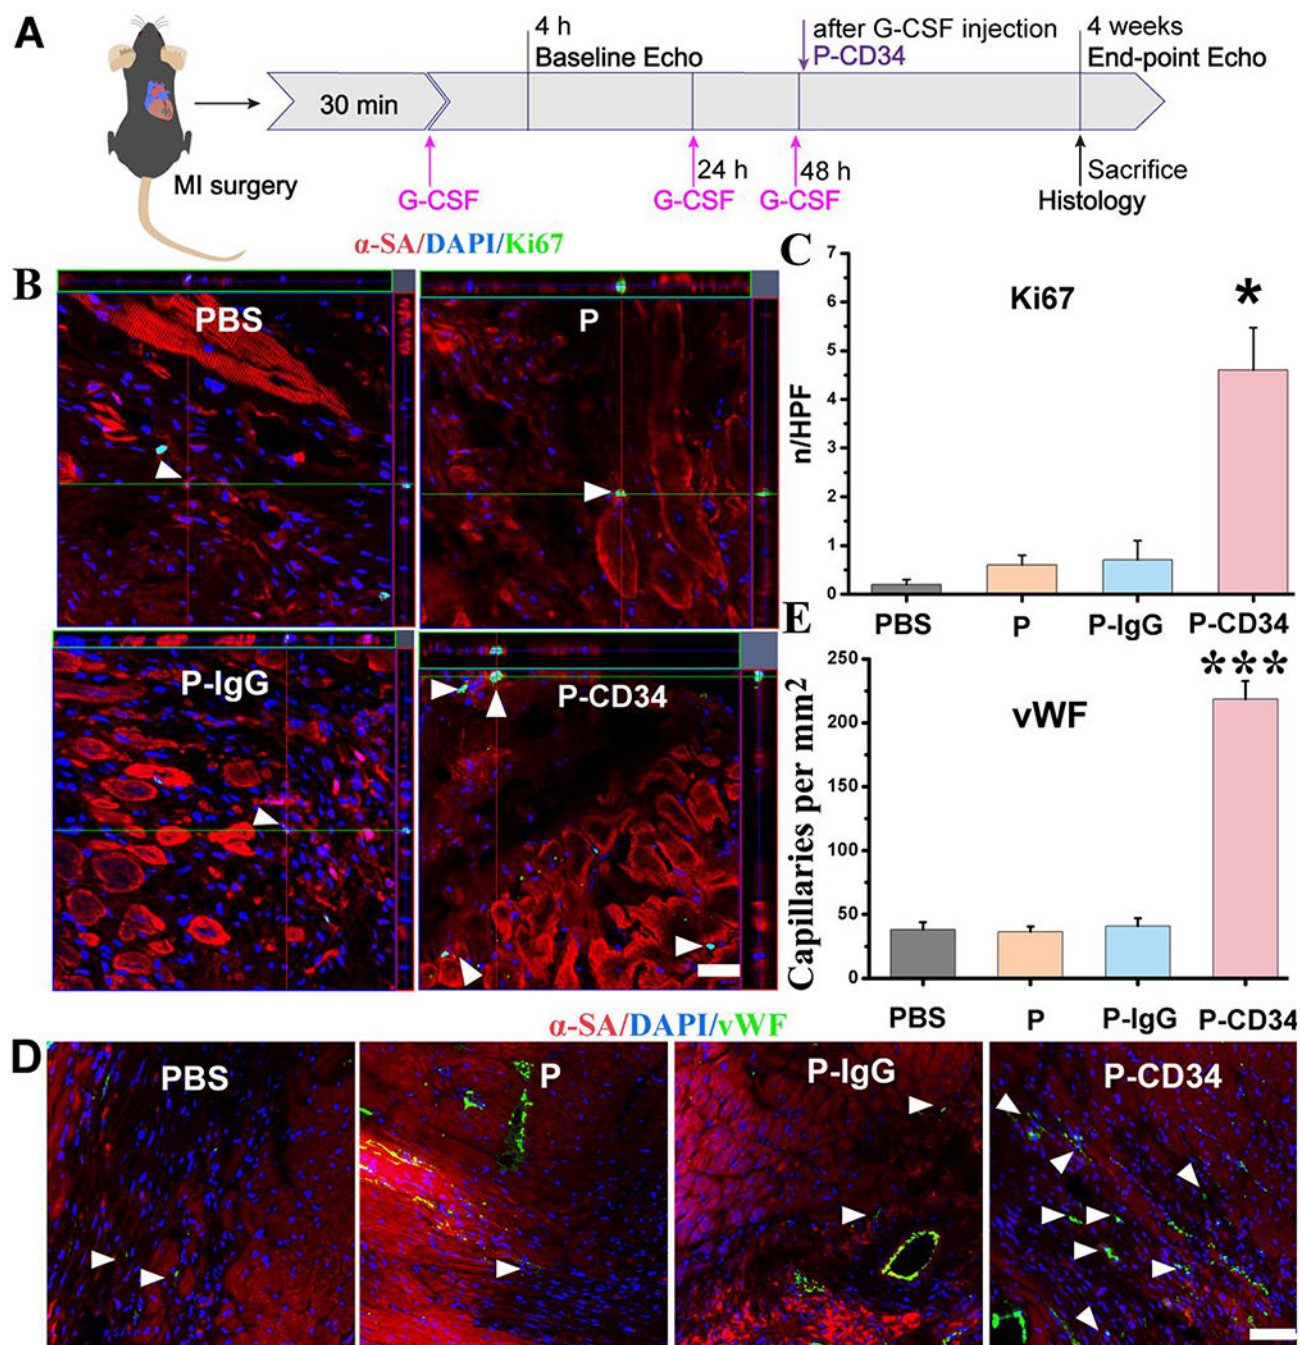 A
4 h
Baseline Echo
after G-CSF injection
P-CD34
4 weeks
End-point Echo
30 min
MI surgery
G-CSF
24 h
G-CSF
48 h
G-CSF
Sacrifice
Histology
α-SA/DAPI/Ki67
B
PBS
P
P-IgG
P-CD34
C
Ki67
*
n/HPF
7
6
5
4
3
2
1
0
PBS
P
P-IgG
P-CD34
E
vWF
***
Capillaries per mm²
250
200
150
100
50
0
PBS
P
P-IgG
P-CD34
α-SA/DAPI/vWF
D
PBS
P
P-IgG
P-CD34